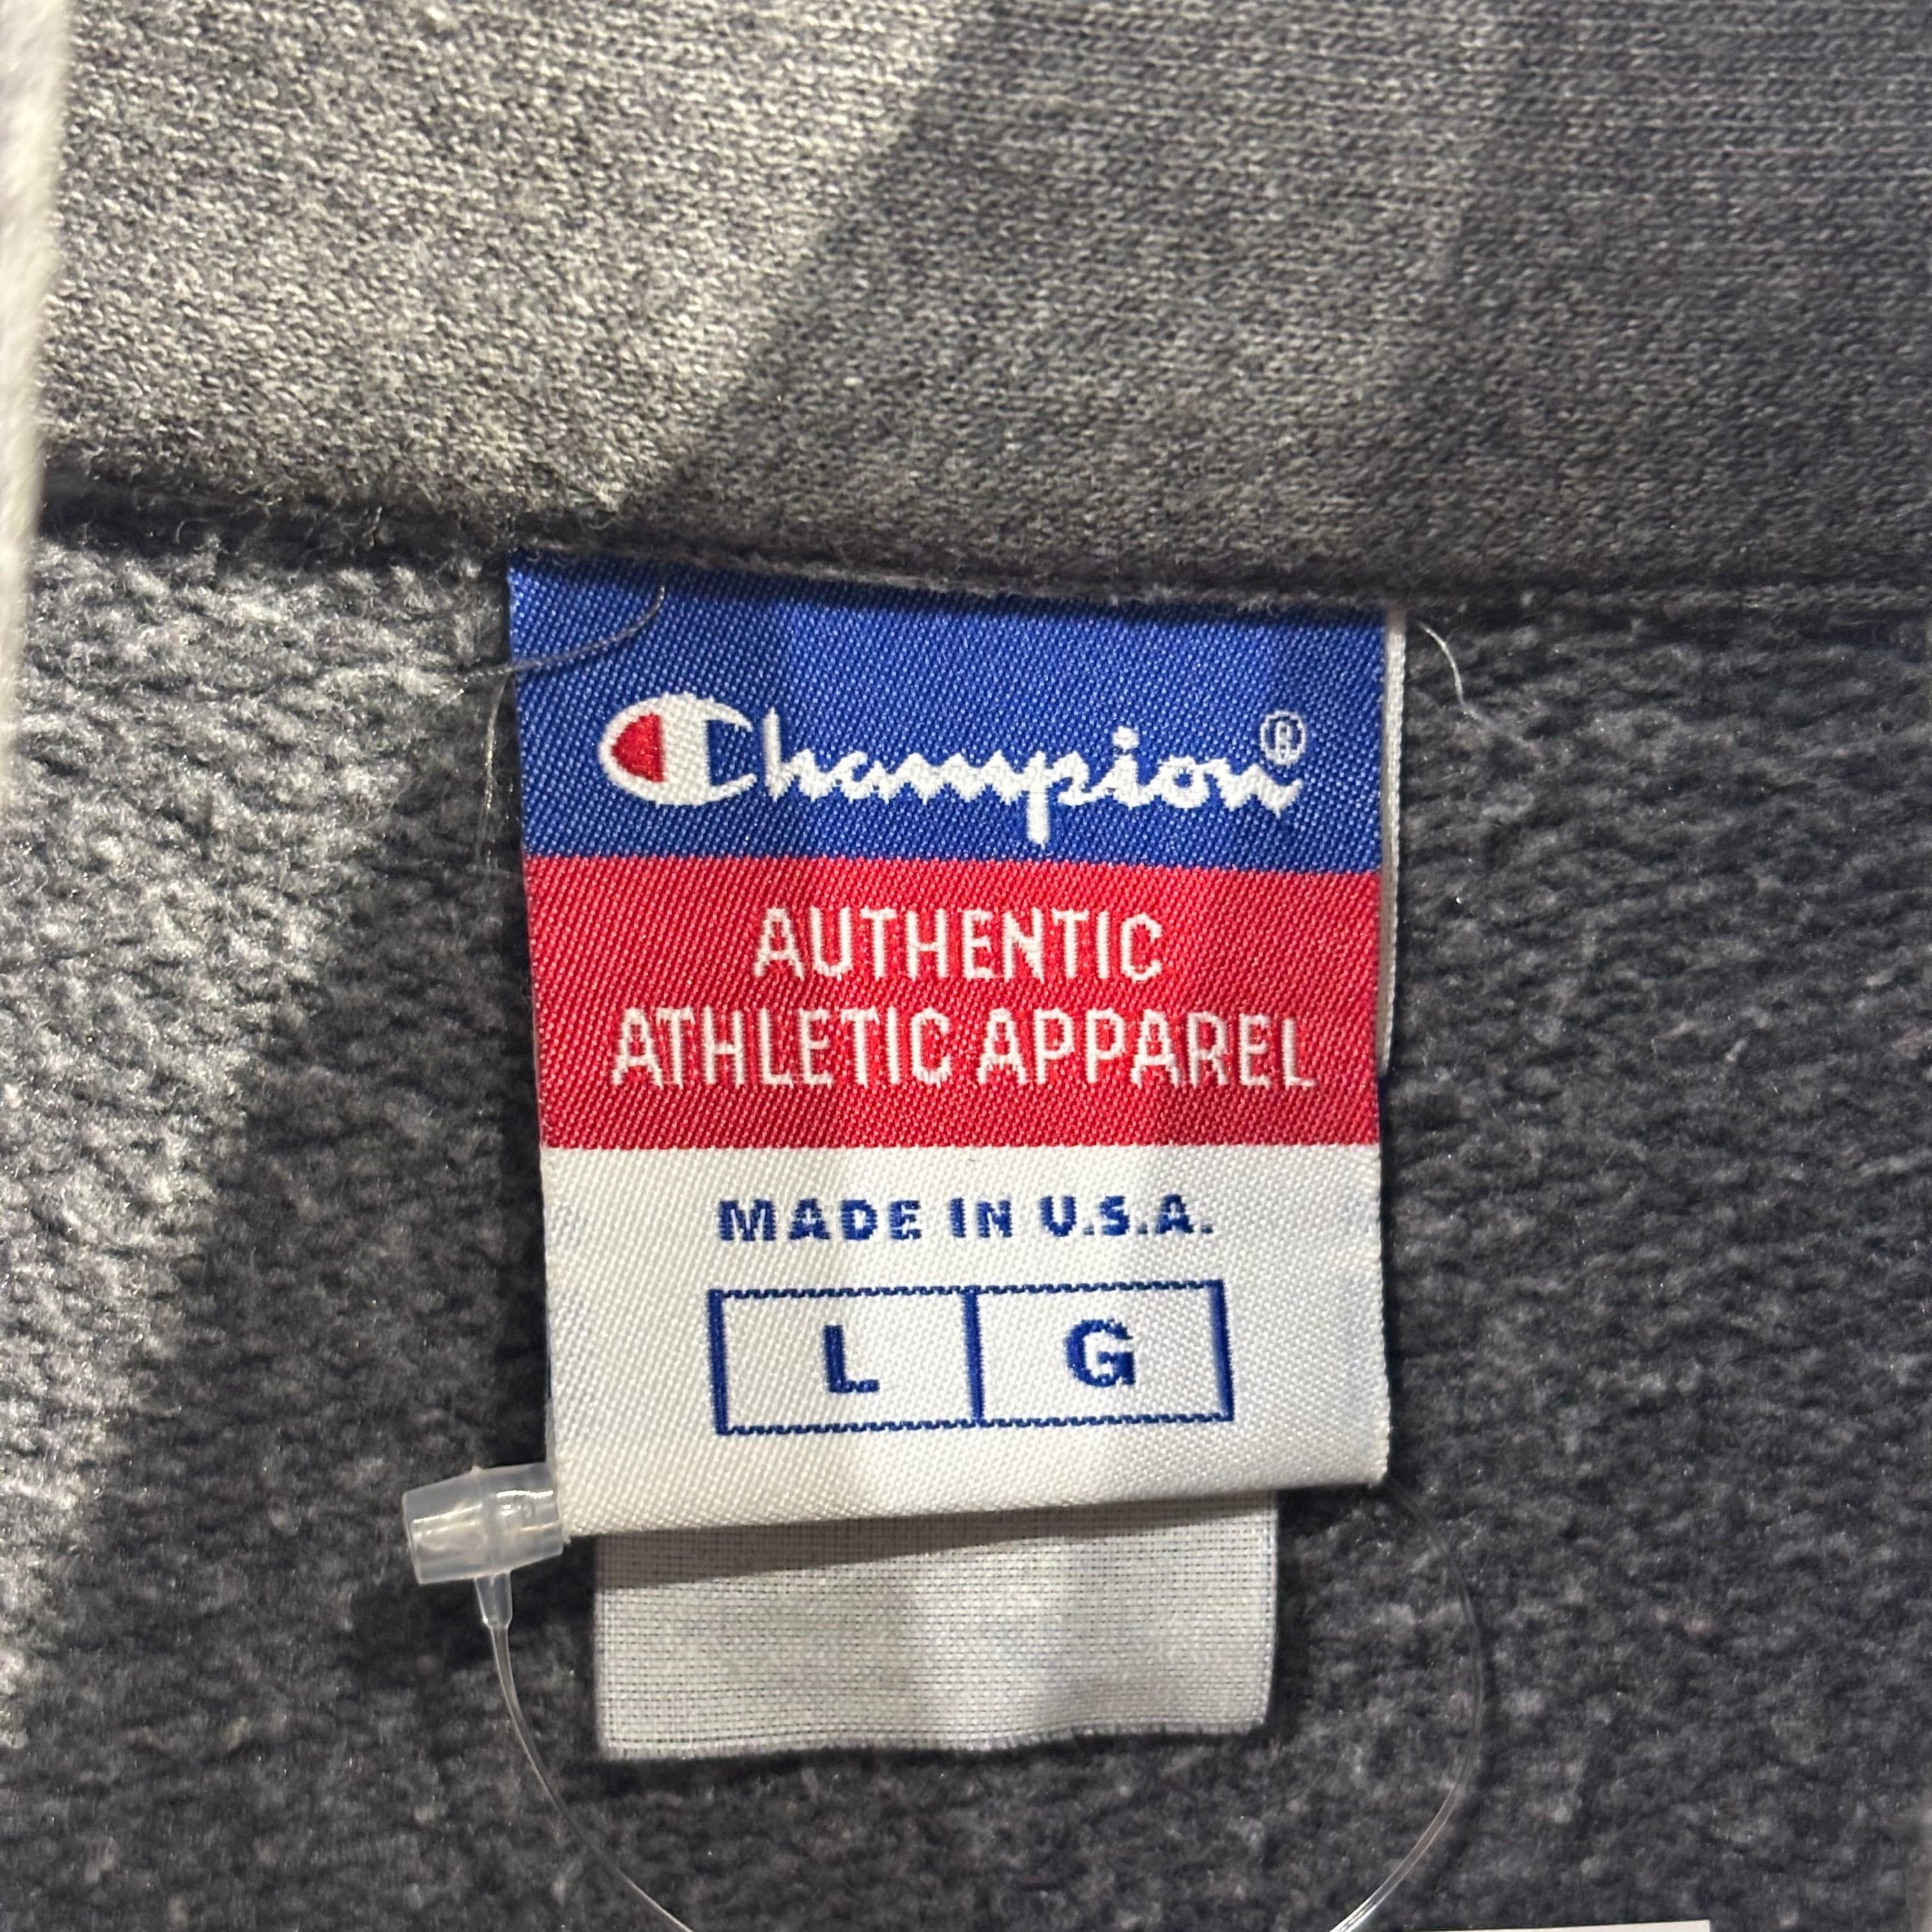 Champion®
AUTHENTIC
ATHLETIC APPAREL
MADE IN U.S.A.
L G